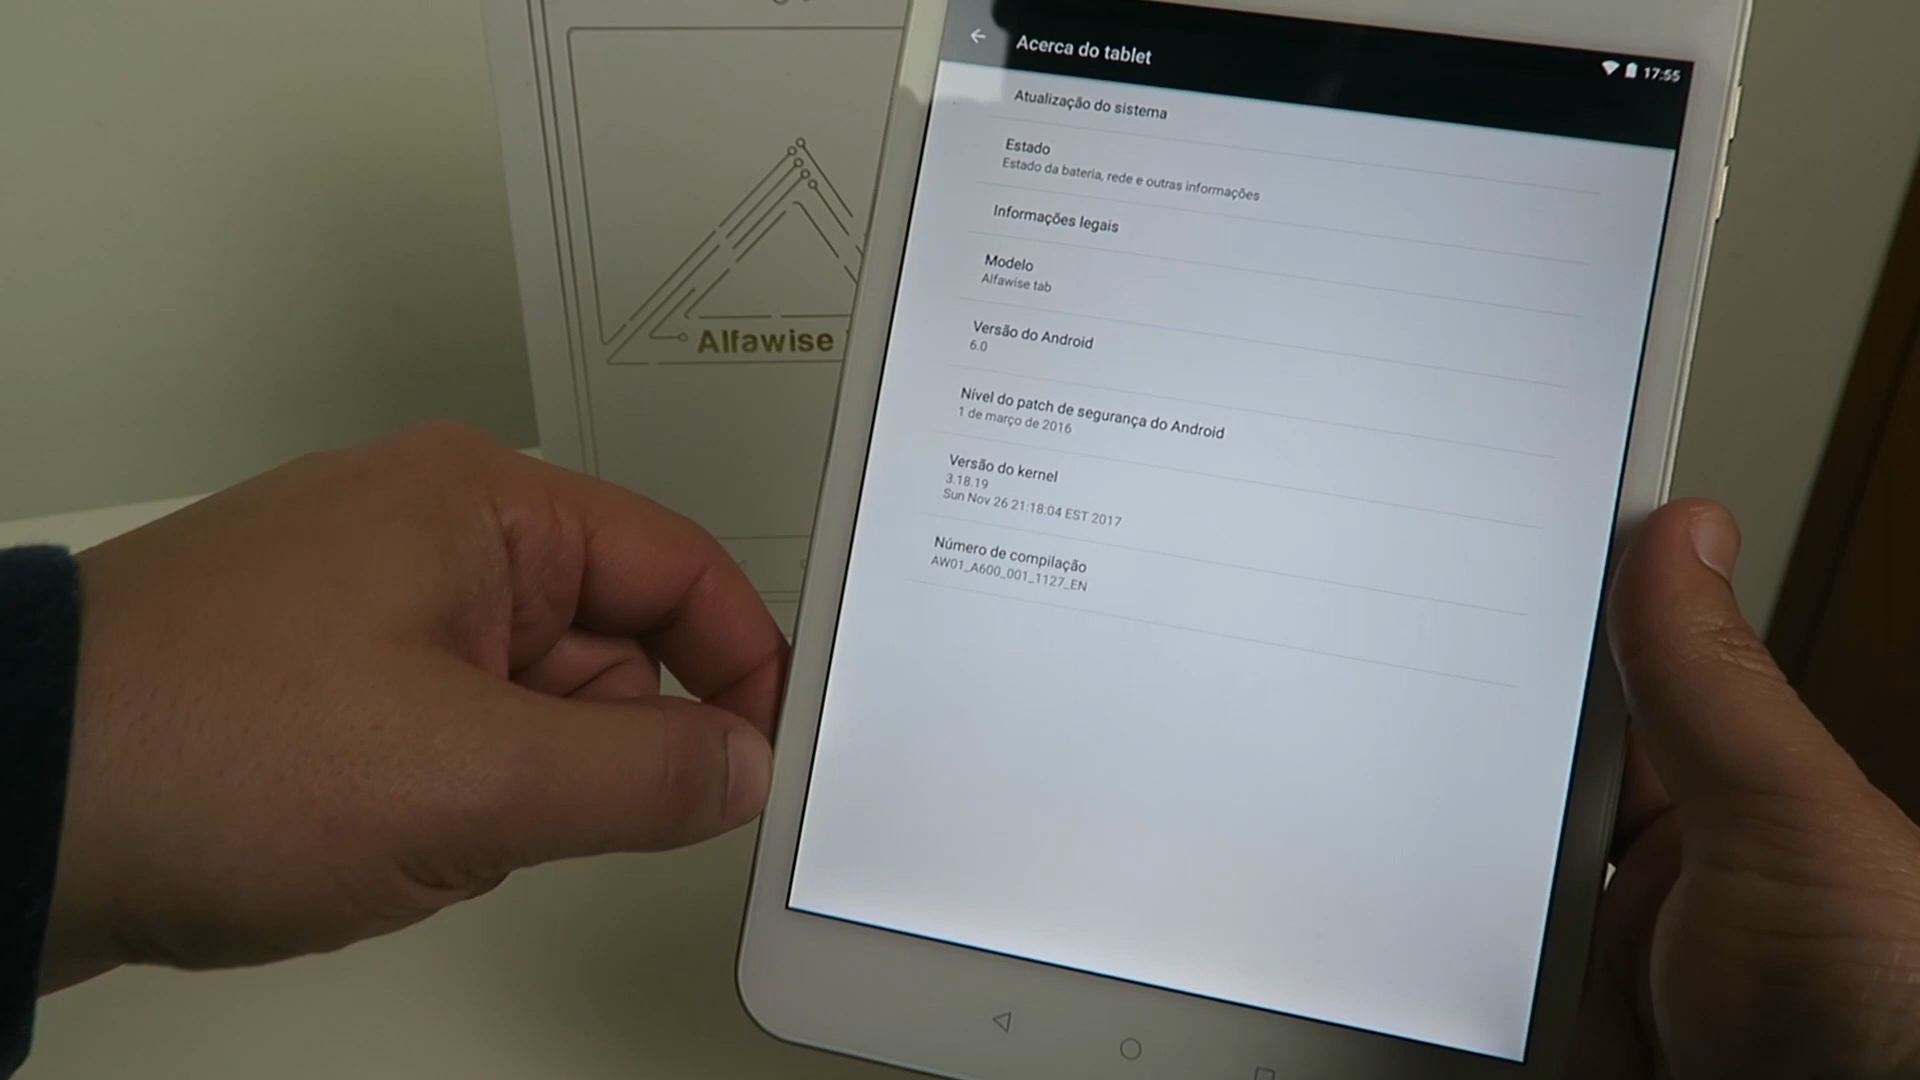 Acerca do tablet
17:55
Atualização do sistema
Estado
Estado da bateria, rede e outras informações
Informações legais
Modelo
Alfawise tab
Versão do Android
6.0
Nível do patch de segurança do Android
1 de março de 2016
Versão do kernel
3.18.19
Sun Nov 26 21:18:04 EST 2017
Número de compilação
AW01_A600_001_1127_EN
Alfawise